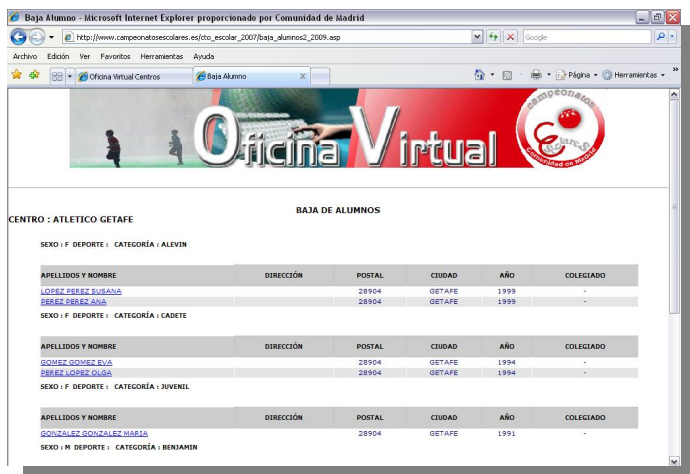 Baja Alumno - Microsoft Internet Explorer proporcionado por Comunidad de Madrid
http://www.campeonatosescolares.es/cto_escolar_2007/baja_alumnos2_2009.asp
Google
Archivo Edición Ver Favoritos Herramientas Ayuda
Oficina Virtual Centros Baja Alumno X Página Herramientas
Oficina Virtual
campeonatos
Escolares
Comunidad de Madrid
BAJA DE ALUMNOS
CENTRO : ATLETICO GETAFE
SEXO : F DEPORTE : CATEGORÍA : ALEVIN
APELLIDOS Y NOMBRE DIRECCIÓN POSTAL CIUDAD AÑO COLEGIADO
LOPEZ PEREZ SUSANA 28904 GETAFE 1999 -
PEREZ PEREZ ANA 28904 GETAFE 1999 -
SEXO : F DEPORTE : CATEGORÍA : CADETE
APELLIDOS Y NOMBRE DIRECCIÓN POSTAL CIUDAD AÑO COLEGIADO
GOMEZ GOMEZ EVA 28904 GETAFE 1994 -
PEREZ LOPEZ OLGA 28904 GETAFE 1994 -
SEXO : F DEPORTE : CATEGORÍA : JUVENIL
APELLIDOS Y NOMBRE DIRECCIÓN POSTAL CIUDAD AÑO COLEGIADO
GONZALEZ GONZALEZ MARIA 28904 GETAFE 1991 -
SEXO : M DEPORTE : CATEGORÍA : BENJAMIN